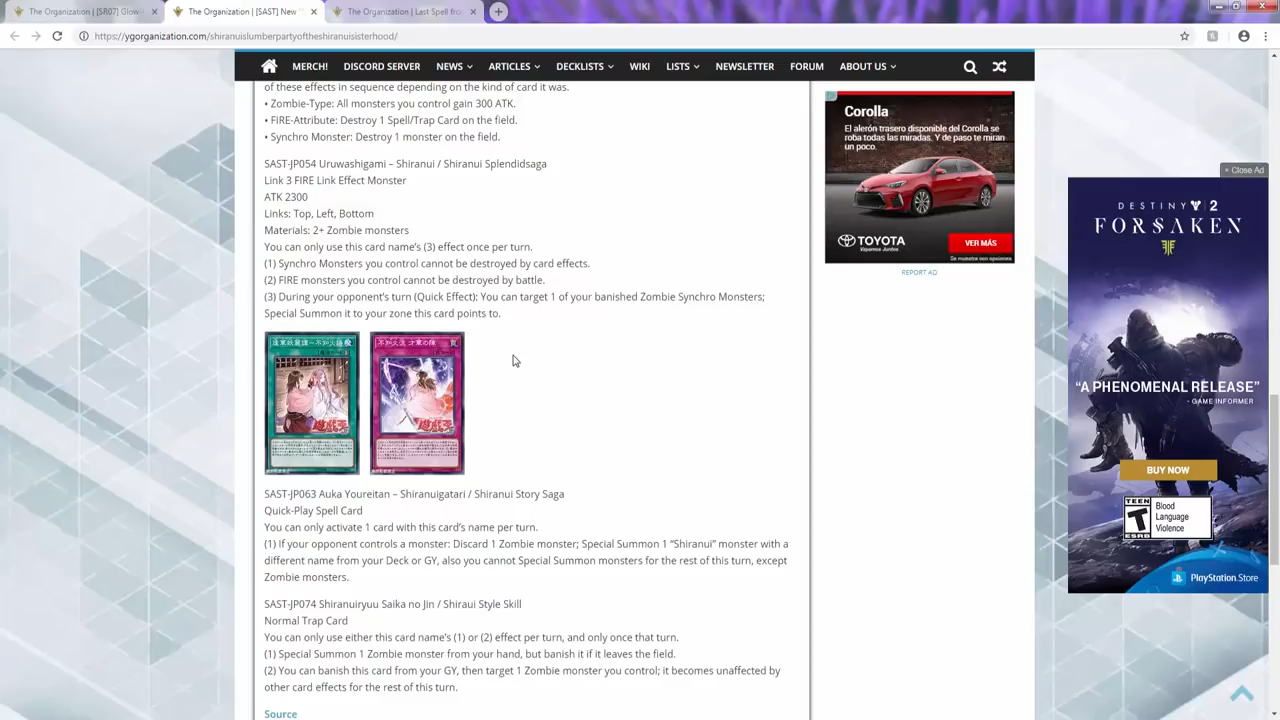 The Organization | [SR07] Glow-
The Organization | [SAST] New
The Organization | Last Spell fro
https://ygorganization.com/shiranuislumberpartyoftheshiranuisisterhood/
MERCH!
DISCORD SERVER
NEWS
ARTICLES
DECKLISTS
WIKI
LISTS
NEWSLETTER
FORUM
ABOUT US
of these effects in sequence depending on the kind of card it was.
• Zombie-Type: All monsters you control gain 300 ATK.
• FIRE-Attribute: Destroy 1 Spell/Trap Card on the field.
• Synchro Monster: Destroy 1 monster on the field.
SAST-JP054 Uruwashigami – Shiranui / Shiranui Splendidsaga
Link 3 FIRE Link Effect Monster
ATK 2300
Links: Top, Left, Bottom
Materials: 2+ Zombie monsters
You can only use this card name's (3) effect once per turn.
(1) Synchro Monsters you control cannot be destroyed by card effects.
(2) FIRE monsters you control cannot be destroyed by battle.
(3) During your opponent's turn (Quick Effect): You can target 1 of your banished Zombie Synchro Monsters;
Special Summon it to your zone this card points to.
SAST-JP063 Auka Youreitan – Shiranuigatari / Shiranui Story Saga
Quick-Play Spell Card
You can only activate 1 card with this card's name per turn.
(1) If your opponent controls a monster: Discard 1 Zombie monster; Special Summon 1 "Shiranui" monster with a
different name from your Deck or GY, also you cannot Special Summon monsters for the rest of this turn, except
Zombie monsters.
SAST-JP074 Shiranuiryuu Saika no Jin / Shiraui Style Skill
Normal Trap Card
You can only use either this card name's (1) or (2) effect per turn, and only once that turn.
(1) Special Summon 1 Zombie monster from your hand, but banish it if it leaves the field.
(2) You can banish this card from your GY, then target 1 Zombie monster you control; it becomes unaffected by
other card effects for the rest of this turn.
Source
Corolla
El alerón trasero disponible del Corolla se
roba todas las miradas. Y de paso te miran
un poco.
TOYOTA
Vayamos Juntos
VER MÁS
REPORT AD
× Close Ad
DESTINY 2
FORSAKEN
"A PHENOMENAL RELEASE"
- GAME INFORMER
BUY NOW
TEEN
T
ESRB
Blood
Language
Violence
PlayStation.Store